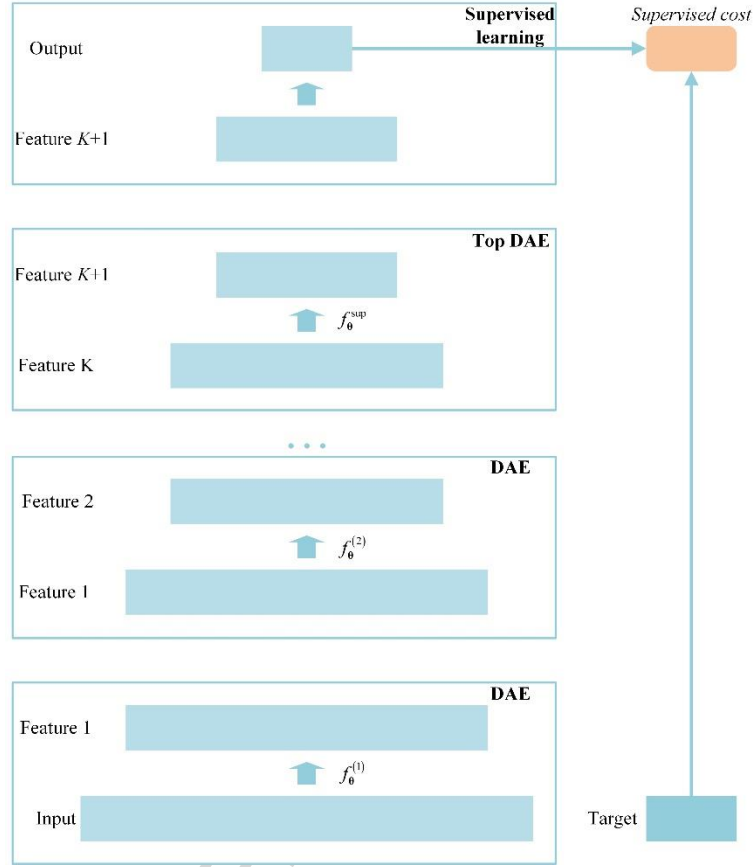 Supervised learning
Supervised cost
Output
Feature K+1
Top DAE
Feature K+1
f_θ^sup
Feature K
...
DAE
Feature 2
f_θ^(2)
Feature 1
DAE
Feature 1
f_θ^(1)
Input
Target